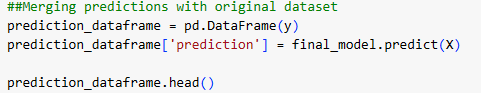 ##Merging predictions with original dataset
prediction_dataframe = pd.DataFrame(y)
prediction_dataframe['prediction'] = final_model.predict(X)
prediction_dataframe.head()